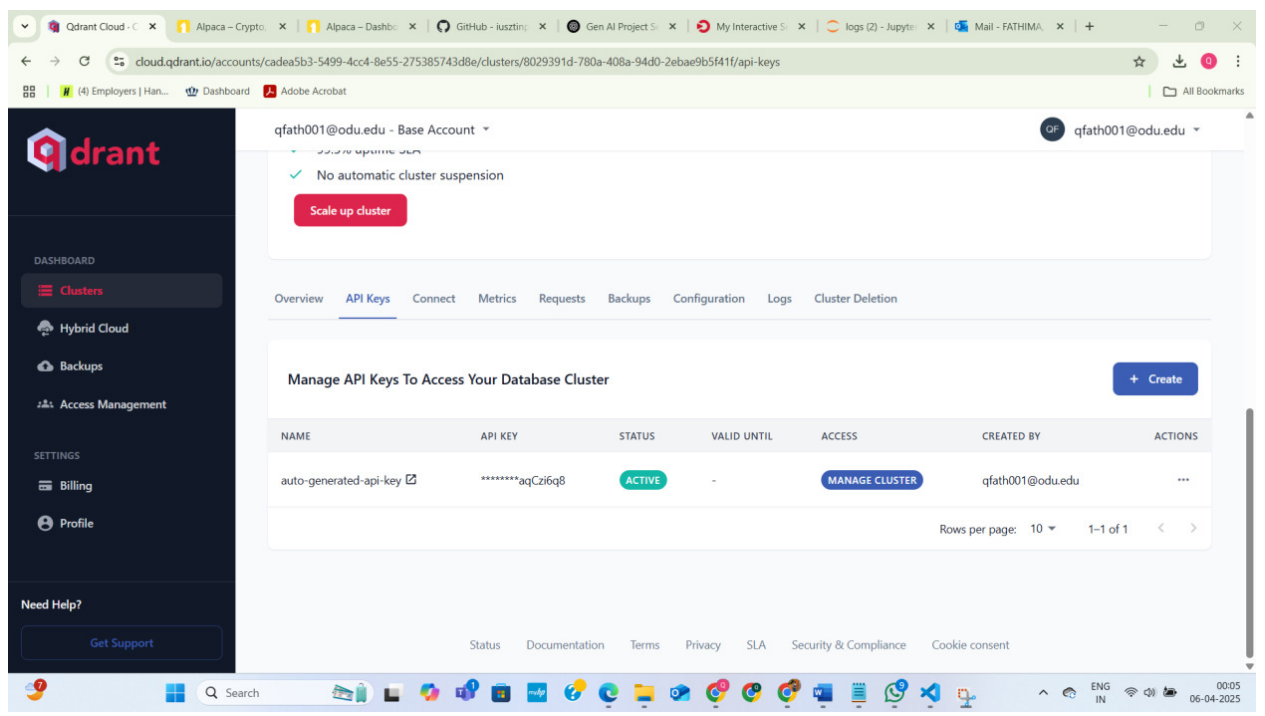 Qdrant Cloud - C
Alpaca – Crypto,
Alpaca – Dashbo
GitHub - iusztin
Gen AI Project S
My Interactive S
logs (2) - Jupyte
Mail - FATHIMA,
cloud.qdrant.io/accounts/cadea5b3-5499-4cc4-8e55-275385743d8e/clusters/8029391d-780a-408a-94d0-2ebae9b5f41f/api-keys
(4) Employers | Han...
Dashboard
Adobe Acrobat
All Bookmarks
qdrant
qfath001@odu.edu - Base Account
QF
qfath001@odu.edu
99.5% uptime SLA
No automatic cluster suspension
Scale up cluster
DASHBOARD
Clusters
Hybrid Cloud
Backups
Access Management
SETTINGS
Billing
Profile
Need Help?
Get Support
Overview API Keys Connect Metrics Requests Backups Configuration Logs Cluster Deletion
Manage API Keys To Access Your Database Cluster
+ Create
NAME API KEY STATUS VALID UNTIL ACCESS CREATED BY ACTIONS
auto-generated-api-key ********aqCzi6q8 ACTIVE - MANAGE CLUSTER qfath001@odu.edu ...
Rows per page: 10 1–1 of 1
Status Documentation Terms Privacy SLA Security & Compliance Cookie consent
7
Search
9
ENG
IN
00:05
06-04-2025